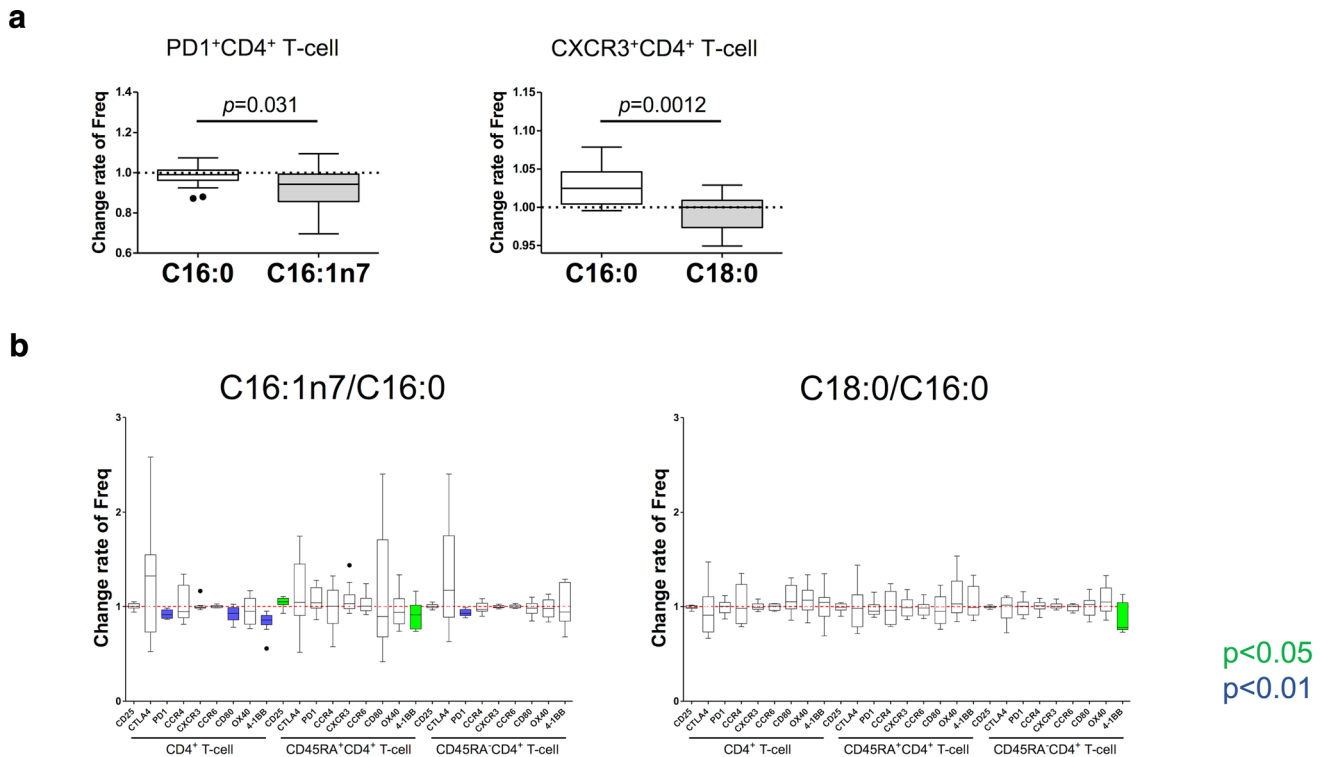 a
PD1⁺CD4⁺ T-cell
CXCR3⁺CD4⁺ T-cell
Change rate of Freq
1.4
1.2
1.0
0.8
0.6
p=0.031
C16:0
C16:1n7
Change rate of Freq
1.15
1.10
1.05
1.00
0.95
p=0.0012
C16:0
C18:0
b
C16:1n7/C16:0
Change rate of Freq
3
2
1
0
CD25 CTLA4 PD1 CCR4 CXCR3 CCR6 CD80 OX40 4-1BB CD25 CTLA4 PD1 CCR4 CXCR3 CCR6 CD80 OX40 4-1BB CD25 CTLA4 PD1 CCR4 CXCR3 CCR6 CD80 OX40 4-1BB
CD4⁺ T-cell CD45RA⁺CD4⁺ T-cell CD45RA⁻CD4⁺ T-cell
C18:0/C16:0
Change rate of Freq
3
2
1
0
CD25 CTLA4 PD1 CCR4 CXCR3 CCR6 CD80 OX40 4-1BB CD25 CTLA4 PD1 CCR4 CXCR3 CCR6 CD80 OX40 4-1BB CD25 CTLA4 PD1 CCR4 CXCR3 CCR6 CD80 OX40 4-1BB
CD4⁺ T-cell CD45RA⁺CD4⁺ T-cell CD45RA⁻CD4⁺ T-cell
p<0.05
p<0.01